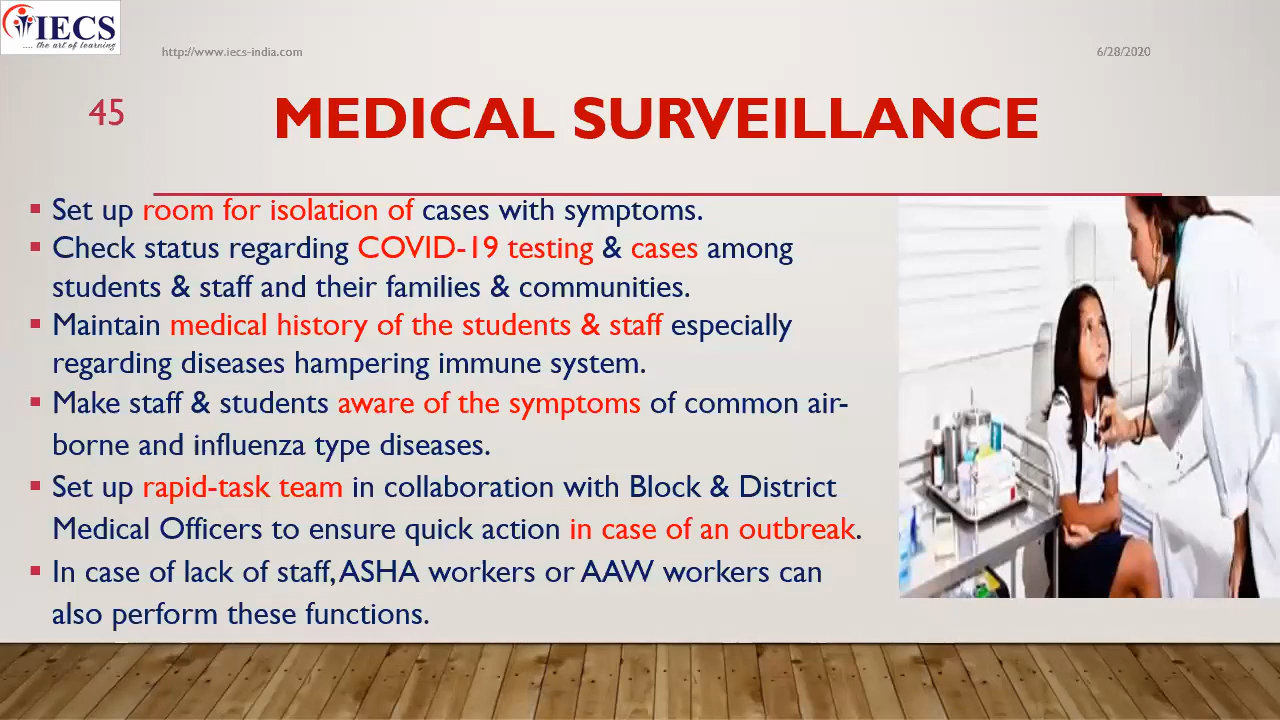 IECS
.... the art of learning
http://www.iecs-india.com
6/28/2020
45
MEDICAL SURVEILLANCE
▪ Set up room for isolation of cases with symptoms.
▪ Check status regarding COVID-19 testing & cases among
students & staff and their families & communities.
▪ Maintain medical history of the students & staff especially
regarding diseases hampering immune system.
▪ Make staff & students aware of the symptoms of common air-
borne and influenza type diseases.
▪ Set up rapid-task team in collaboration with Block & District
Medical Officers to ensure quick action in case of an outbreak.
▪ In case of lack of staff, ASHA workers or AAW workers can
also perform these functions.